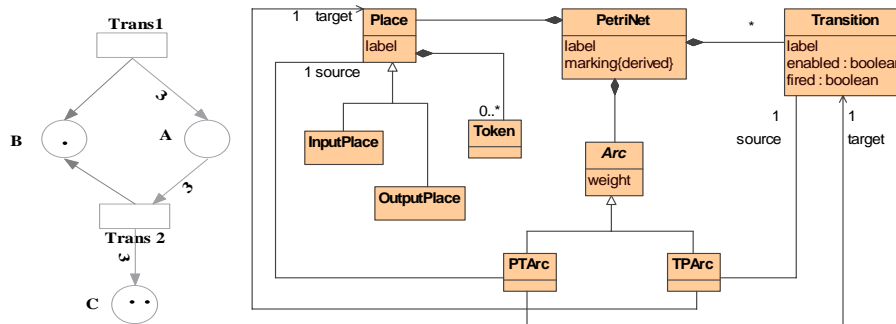 Trans1
3
B
A
3
Trans 2
3
C
1 target
Place
label
1 source
PetriNet
label
marking{derived}
*
Transition
label
enabled : boolean
fired : boolean
InputPlace
OutputPlace
0..*
Token
Arc
weight
1
source
1
target
PTArc
TPArc